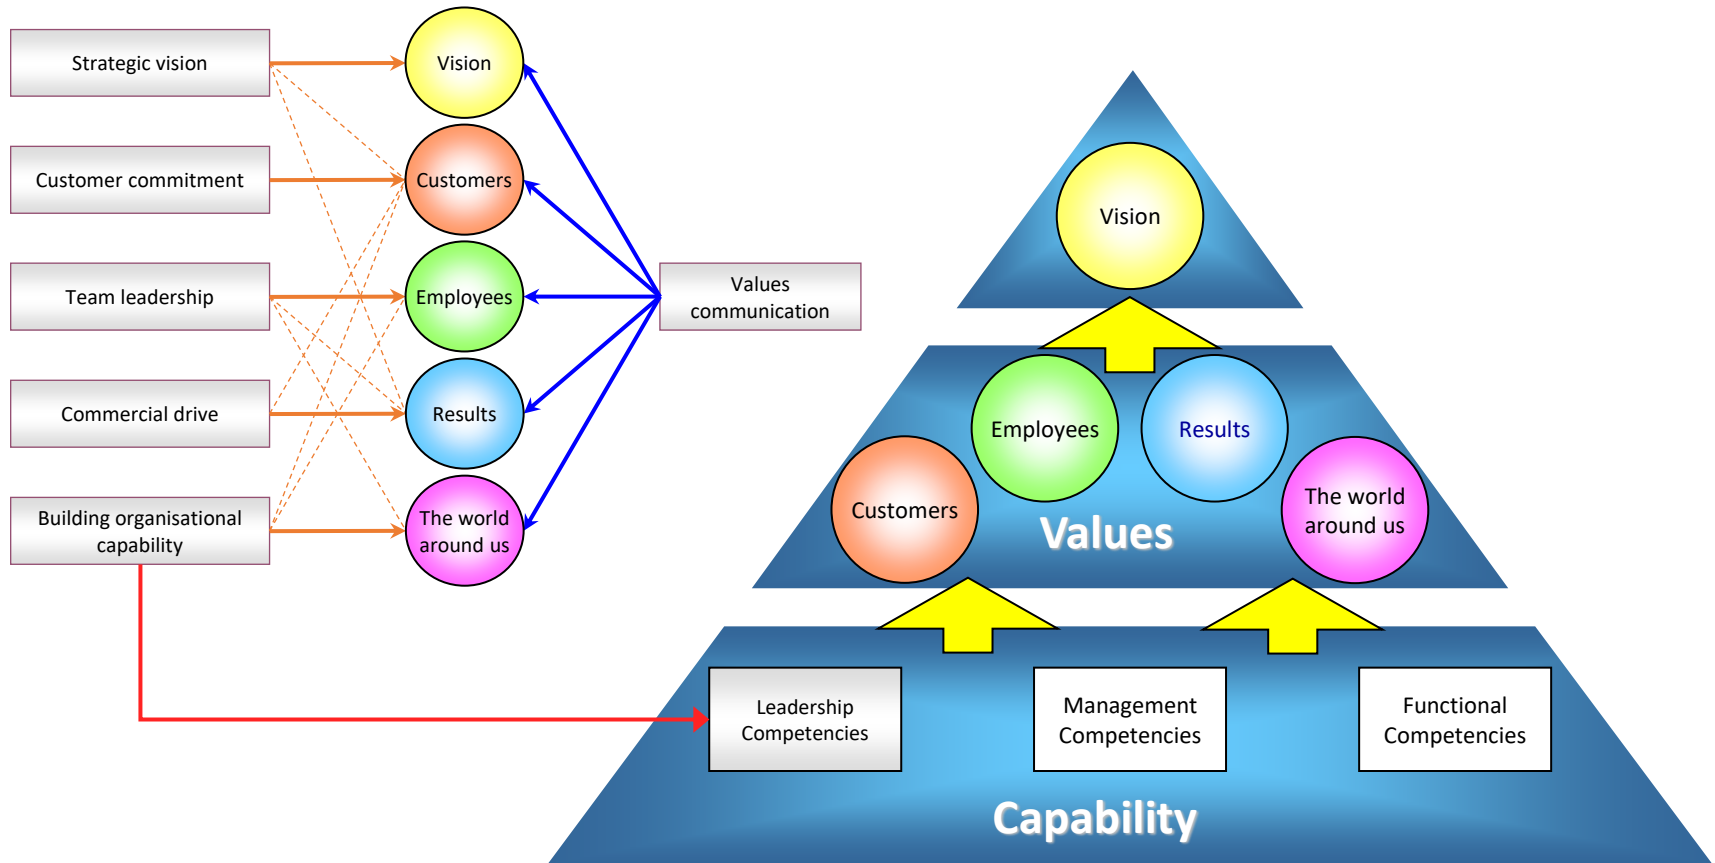 Strategic vision
Customer commitment
Team leadership
Commercial drive
Building organisational
capability
Vision
Customers
Employees
Results
The world
around us
Values
communication
Vision
Employees
Results
Customers
The world
around us
Values
Leadership
Competencies
Management
Competencies
Functional
Competencies
Capability